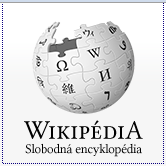 Ω W И
WIKIPÉDIA
Slobodná encyklopédia